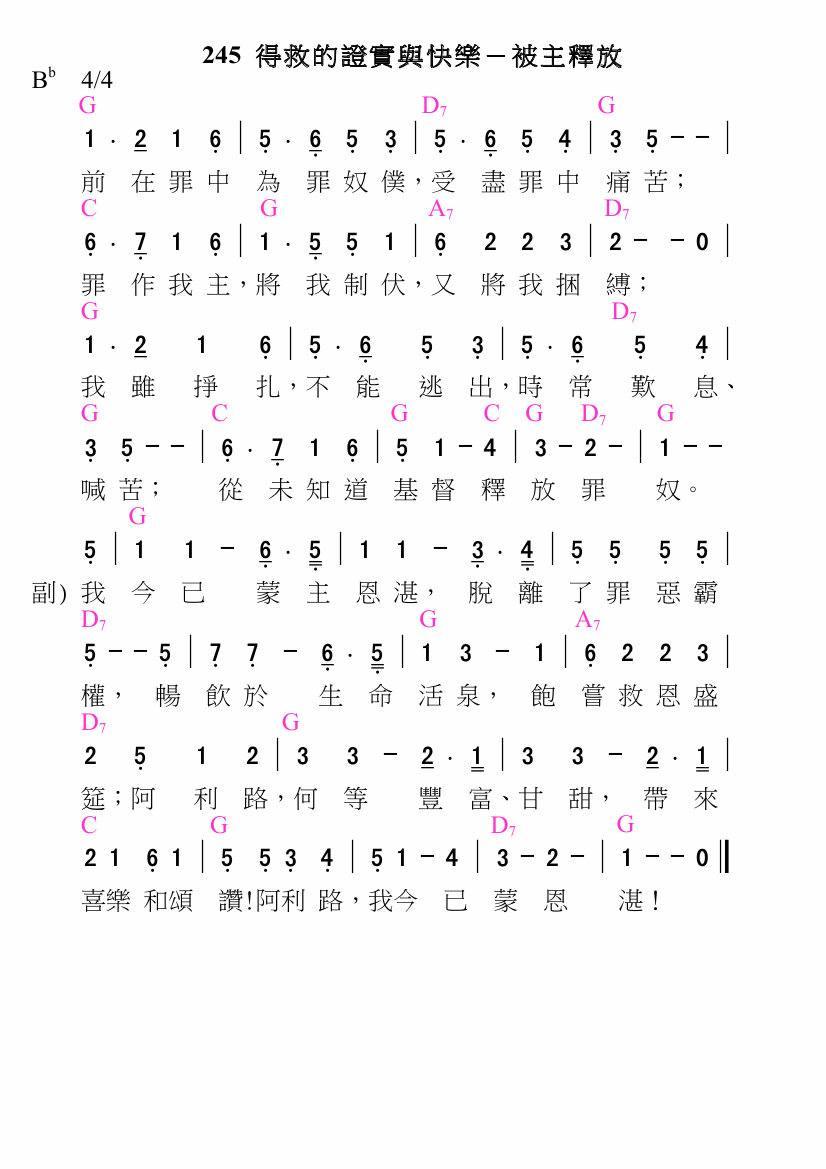 245 得救的證實與快樂－被主釋放
Bb 4/4
G D7 G
1 · 2 1 6 | 5 · 6 5 3 | 5 · 6 5 4 | 3 5 - - |
前 在 罪 中 為 罪 奴 僕，受 盡 罪 中 痛 苦；
C G A7 D7
6 · 7 1 6 | 1 · 5 5 1 | 6 2 2 3 | 2 - - 0 |
罪 作 我 主，將 我 制 伏，又 將 我 捆 縛；
G D7
1 · 2 1 6 | 5 · 6 5 3 | 5 · 6 5 4 |
我 雖 掙 扎，不 能 逃 出，時 常 歎 息、
G C G C G D7 G
3 5 - - | 6 · 7 1 6 | 5 1 - 4 | 3 - 2 - | 1 - -
喊 苦； 從 未 知 道 基 督 釋 放 罪 奴。
G
5 | 1 1 - 6 · 5 | 1 1 - 3 · 4 | 5 5 5 5 |
副) 我 今 已 蒙 主 恩 湛， 脫 離 了 罪 惡 霸
D7 G A7
5 - - 5 | 7 7 - 6 · 5 | 1 3 - 1 | 6 2 2 3 |
權， 暢 飲 於 生 命 活 泉， 飽 嘗 救 恩 盛
D7 G
2 5 1 2 | 3 3 - 2 · 1 | 3 3 - 2 · 1 |
筵；阿 利 路，何 等 豐 富、甘 甜， 帶 來
C G D7 G
2 1 6 1 | 5 5 3 4 | 5 1 - 4 | 3 - 2 - | 1 - - 0 ‖
喜樂 和頌 讚!阿利 路，我今 已 蒙 恩 湛！